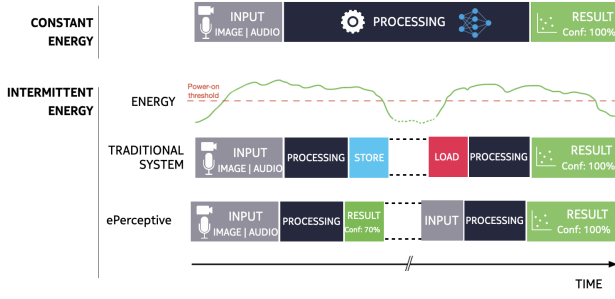 CONSTANT
ENERGY
INPUT
IMAGE | AUDIO
PROCESSING
RESULT
Conf: 100%
INTERMITTENT
ENERGY
Power-on
threshold
ENERGY
TRADITIONAL
SYSTEM
INPUT
IMAGE | AUDIO
PROCESSING
STORE
LOAD
PROCESSING
RESULT
Conf: 100%
ePerceptive
INPUT
IMAGE | AUDIO
PROCESSING
RESULT
Conf: 70%
INPUT
PROCESSING
RESULT
Conf: 100%
//
TIME